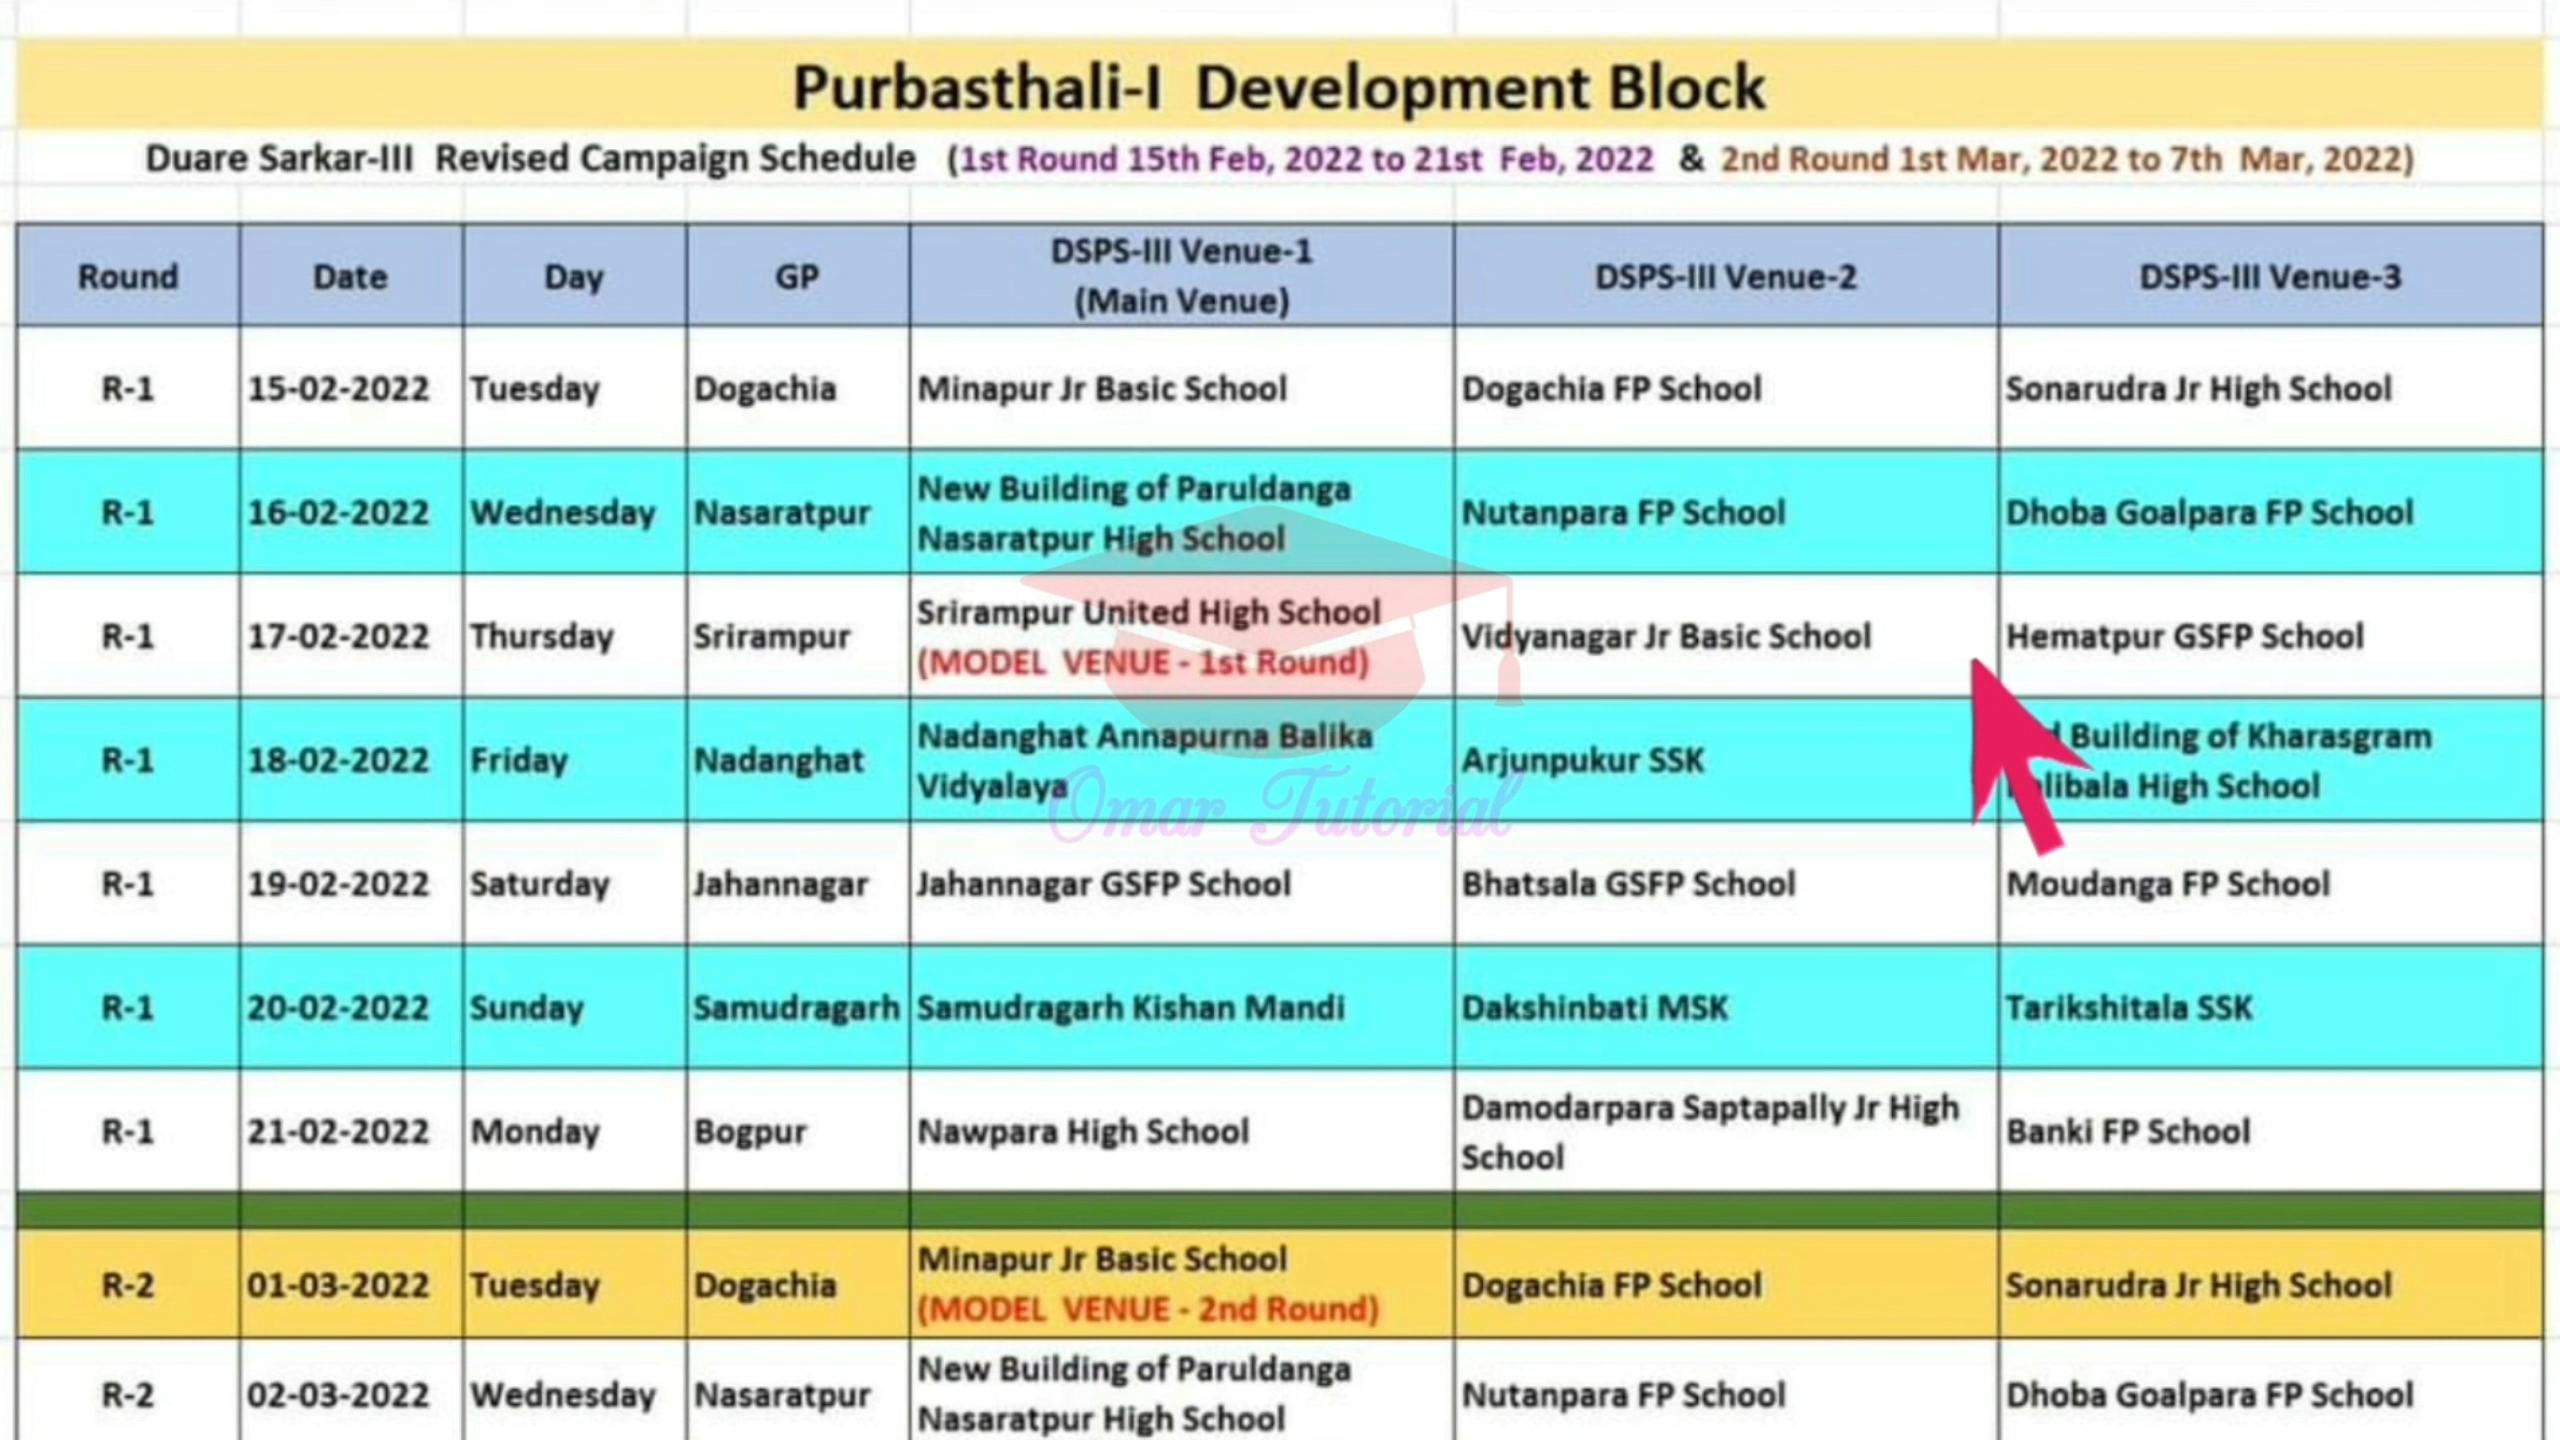 Purbasthali-I Development Block
Duare Sarkar-III Revised Campaign Schedule (1st Round 15th Feb, 2022 to 21st Feb, 2022 & 2nd Round 1st Mar, 2022 to 7th Mar, 2022)
Round Date Day GP DSPS-III Venue-1 (Main Venue) DSPS-III Venue-2 DSPS-III Venue-3
R-1 15-02-2022 Tuesday Dogachia Minapur Jr Basic School Dogachia FP School Sonarudra Jr High School
R-1 16-02-2022 Wednesday Nasaratpur New Building of Paruldanga Nasaratpur High School Nutanpara FP School Dhoba Goalpara FP School
R-1 17-02-2022 Thursday Srirampur Srirampur United High School (MODEL VENUE - 1st Round) Vidyanagar Jr Basic School Hematpur GSFP School
R-1 18-02-2022 Friday Nadanghat Nadanghat Annapurna Balika Vidyalaya Arjunpukur SSK Building of Kharasgram High School
Omar Tutorial
R-1 19-02-2022 Saturday Jahannagar Jahannagar GSFP School Bhatsala GSFP School Moudanga FP School
R-1 20-02-2022 Sunday Samudragarh Samudragarh Kishan Mandi Dakshinbati MSK Tarikshitala SSK
R-1 21-02-2022 Monday Bogpur Nawpara High School Damodarpara Saptapally Jr High School Banki FP School
R-2 01-03-2022 Tuesday Dogachia Minapur Jr Basic School (MODEL VENUE - 2nd Round) Dogachia FP School Sonarudra Jr High School
R-2 02-03-2022 Wednesday Nasaratpur New Building of Paruldanga Nasaratpur High School Nutanpara FP School Dhoba Goalpara FP School